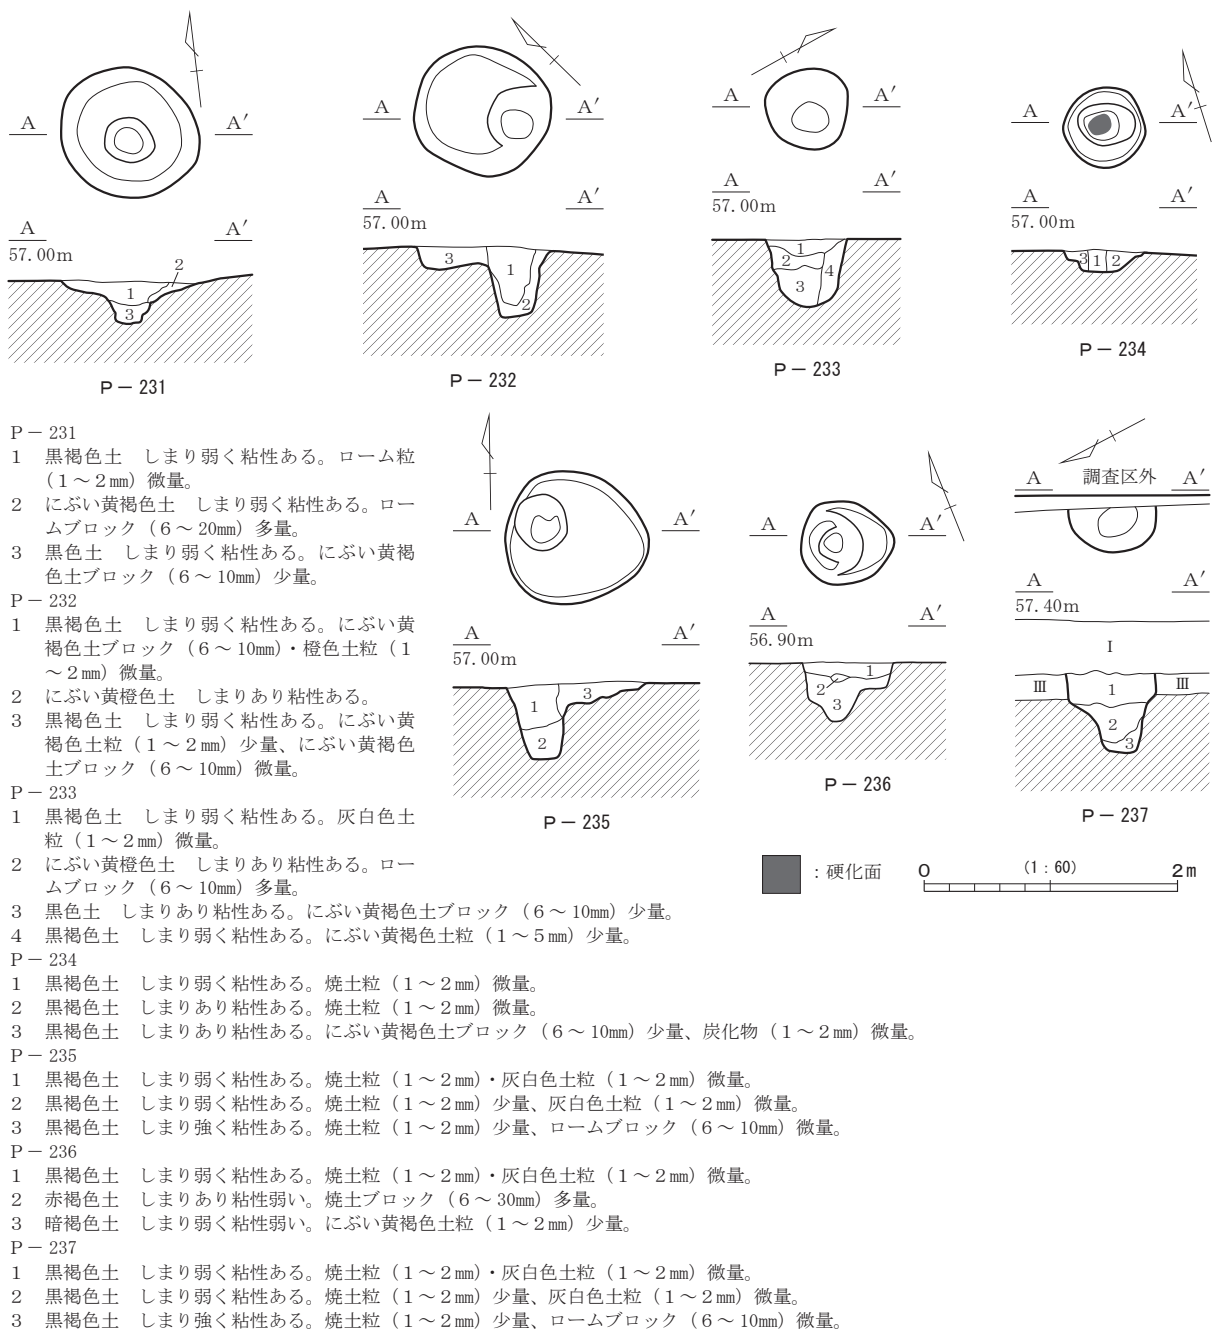 A A′
A A′
57.00m
1 2 3
P－231
A A′
A A′
57.00m
3 1 2
P－232
A A′
A A′
57.00m
1 2 3 4
P－233
A A′
A A′
57.00m
3 1 2
P－234
P－231
1 黒褐色土 しまり弱く粘性ある。ローム粒
（1～2㎜）微量。
2 にぶい黄褐色土 しまり弱く粘性ある。ロー
ムブロック（6～20㎜）多量。
3 黒色土 しまり弱く粘性ある。にぶい黄褐
色土ブロック（6～10㎜）少量。
P－232
1 黒褐色土 しまり弱く粘性ある。にぶい黄
褐色土ブロック（6～10㎜）・橙色土粒（1
～2㎜）微量。
2 にぶい黄橙色土 しまりあり粘性ある。
3 黒褐色土 しまり弱く粘性ある。にぶい黄
褐色土粒（1～2㎜）少量、にぶい黄褐色
土ブロック（6～10㎜）微量。
P－233
1 黒褐色土 しまり弱く粘性ある。灰白色土
粒（1～2㎜）微量。
2 にぶい黄橙色土 しまりあり粘性ある。ロー
ムブロック（6～10㎜）多量。
3 黒色土 しまりあり粘性ある。にぶい黄褐色土ブロック（6～10㎜）少量。
4 黒褐色土 しまり弱く粘性ある。にぶい黄褐色土粒（1～5㎜）少量。
P－234
1 黒褐色土 しまり弱く粘性ある。焼土粒（1～2㎜）微量。
2 黒褐色土 しまりあり粘性ある。焼土粒（1～2㎜）微量。
3 黒褐色土 しまりあり粘性ある。にぶい黄褐色土ブロック（6～10㎜）少量、炭化物（1～2㎜）微量。
P－235
1 黒褐色土 しまり弱く粘性ある。焼土粒（1～2㎜）・灰白色土粒（1～2㎜）微量。
2 黒褐色土 しまり弱く粘性ある。焼土粒（1～2㎜）少量、灰白色土粒（1～2㎜）微量。
3 黒褐色土 しまり強く粘性ある。焼土粒（1～2㎜）少量、ロームブロック（6～10㎜）微量。
P－236
1 黒褐色土 しまり弱く粘性ある。焼土粒（1～2㎜）・灰白色土粒（1～2㎜）微量。
2 赤褐色土 しまりあり粘性弱い。焼土ブロック（6～30㎜）多量。
3 暗褐色土 しまり弱く粘性弱い。にぶい黄褐色土粒（1～2㎜）少量。
P－237
1 黒褐色土 しまり弱く粘性ある。焼土粒（1～2㎜）・灰白色土粒（1～2㎜）微量。
2 黒褐色土 しまり弱く粘性ある。焼土粒（1～2㎜）少量、灰白色土粒（1～2㎜）微量。
3 黒褐色土 しまり強く粘性ある。焼土粒（1～2㎜）少量、ロームブロック（6～10㎜）微量。
A A′
A A′
57.00m
1 3 2
P－235
A A′
A A′
56.90m
1 2 3
P－236
A 調査区外 A′
A A′
57.40m
Ⅰ
Ⅲ 1 Ⅲ
2
3
P－237
：硬化面
0 (1：60) 2m